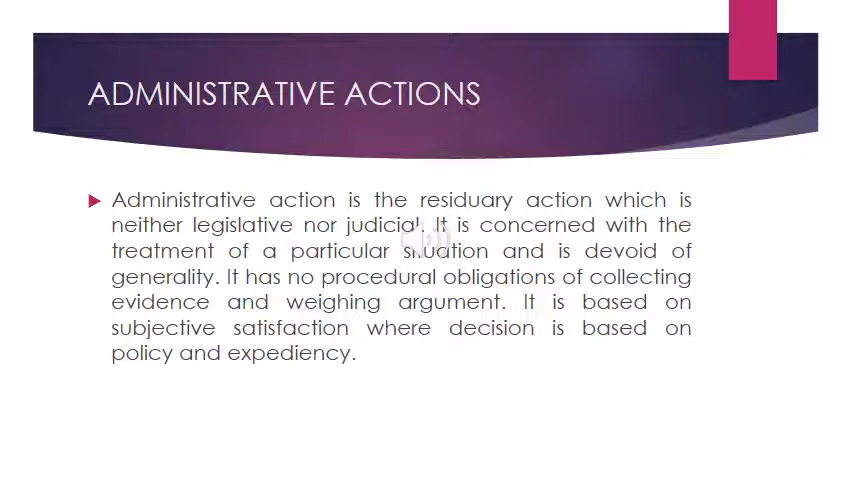 ADMINISTRATIVE ACTIONS
Administrative action is the residuary action which is
neither legislative nor judicial. It is concerned with the
treatment of a particular situation and is devoid of
generality. It has no procedural obligations of collecting
evidence and weighing argument. It is based on
subjective satisfaction where decision is based on
policy and expediency.